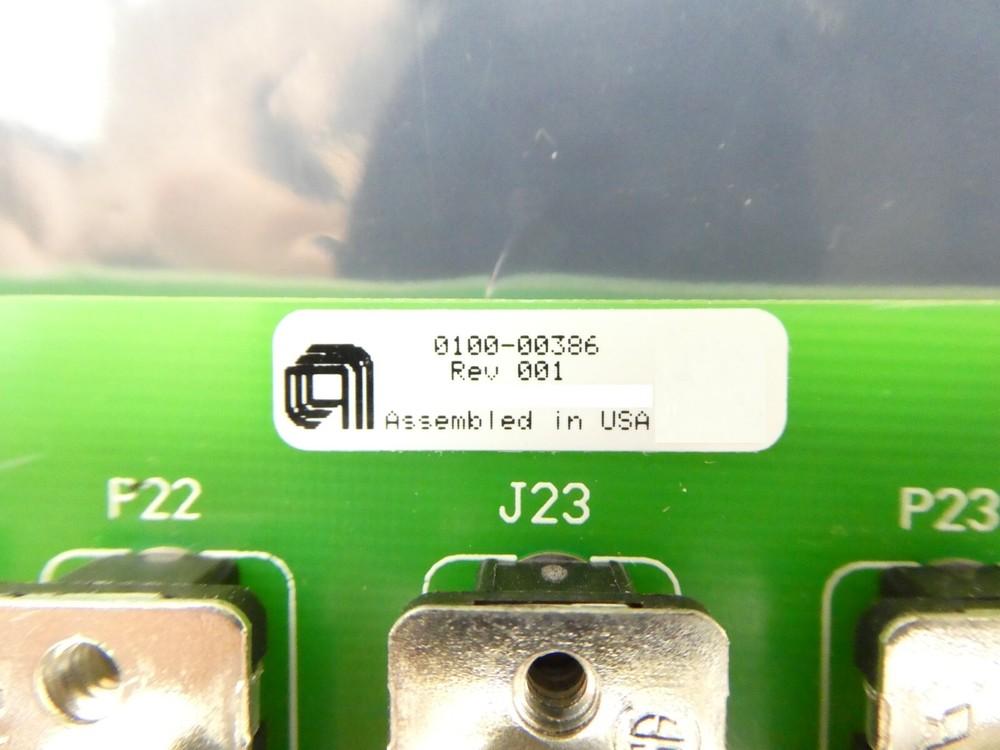 0100-00386
Rev 001
Assembled in USA
P22
J23
P23